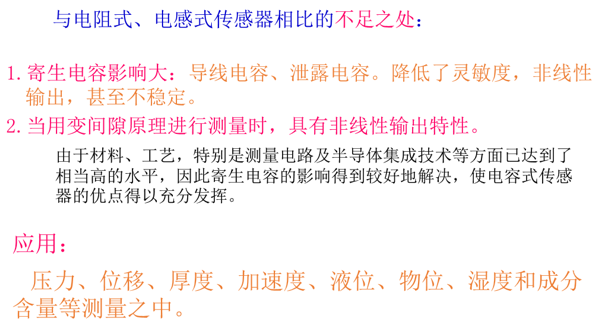 与电阻式、电感式传感器相比的不足之处：
1. 寄生电容影响大：导线电容、泄露电容。降低了灵敏度，非线性
输出，甚至不稳定。
2. 当用变间隙原理进行测量时，具有非线性输出特性。
由于材料、工艺，特别是测量电路及半导体集成技术等方面已达到了
相当高的水平，因此寄生电容的影响得到较好地解决，使电容式传感
器的优点得以充分发挥。
应用：
压力、位移、厚度、加速度、液位、物位、湿度和成分
含量等测量之中。